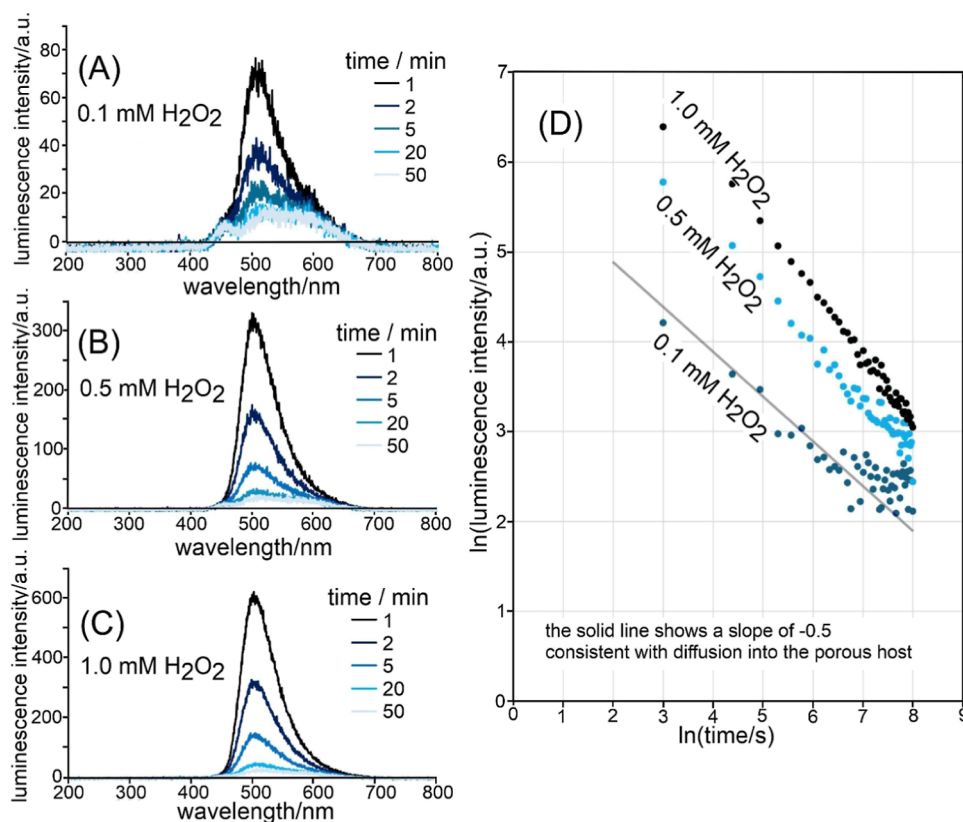 (A)
0.1 mM H₂O₂
luminescence intensity/a.u.
80
60
40
20
0
time / min
1
2
5
20
50
200 300 400 500 600 700 800
wavelength/nm
(B)
0.5 mM H₂O₂
luminescence intensity/a.u.
300
200
100
0
time / min
1
2
5
20
50
200 300 400 500 600 700 800
wavelength/nm
(C)
1.0 mM H₂O₂
luminescence intensity/a.u.
600
400
200
0
time / min
1
2
5
20
50
200 300 400 500 600 700 800
wavelength/nm
(D)
ln(luminescence intensity/a.u.)
7
6
5
4
3
2
1
0
1.0 mM H₂O₂
0.5 mM H₂O₂
0.1 mM H₂O₂
the solid line shows a slope of -0.5
consistent with diffusion into the porous host
0 1 2 3 4 5 6 7 8 9
ln(time/s)